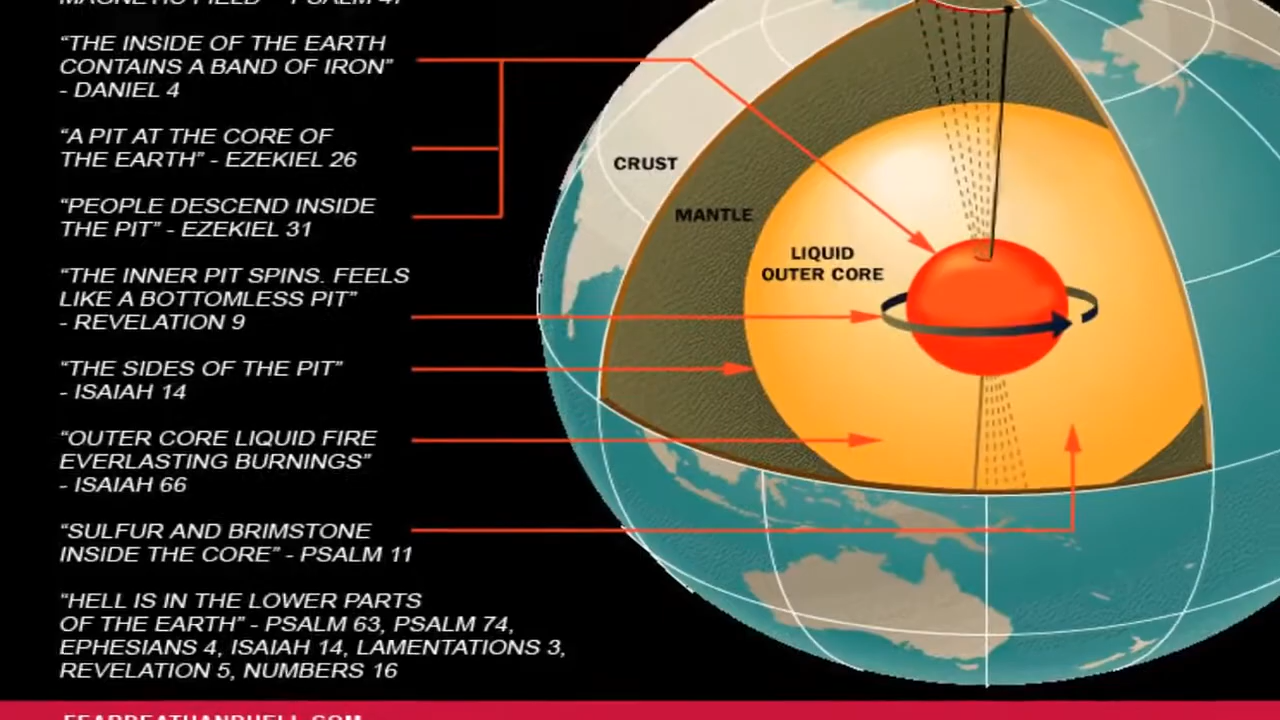 MAGNETIC FIELD" - PSALM 47
“THE INSIDE OF THE EARTH
CONTAINS A BAND OF IRON”
- DANIEL 4
“A PIT AT THE CORE OF
THE EARTH” - EZEKIEL 26
“PEOPLE DESCEND INSIDE
THE PIT” - EZEKIEL 31
“THE INNER PIT SPINS. FEELS
LIKE A BOTTOMLESS PIT”
- REVELATION 9
“THE SIDES OF THE PIT”
- ISAIAH 14
“OUTER CORE LIQUID FIRE
EVERLASTING BURNINGS”
- ISAIAH 66
“SULFUR AND BRIMSTONE
INSIDE THE CORE” - PSALM 11
“HELL IS IN THE LOWER PARTS
OF THE EARTH” - PSALM 63, PSALM 74,
EPHESIANS 4, ISAIAH 14, LAMENTATIONS 3,
REVELATION 5, NUMBERS 16
CRUST
MANTLE
LIQUID
OUTER CORE